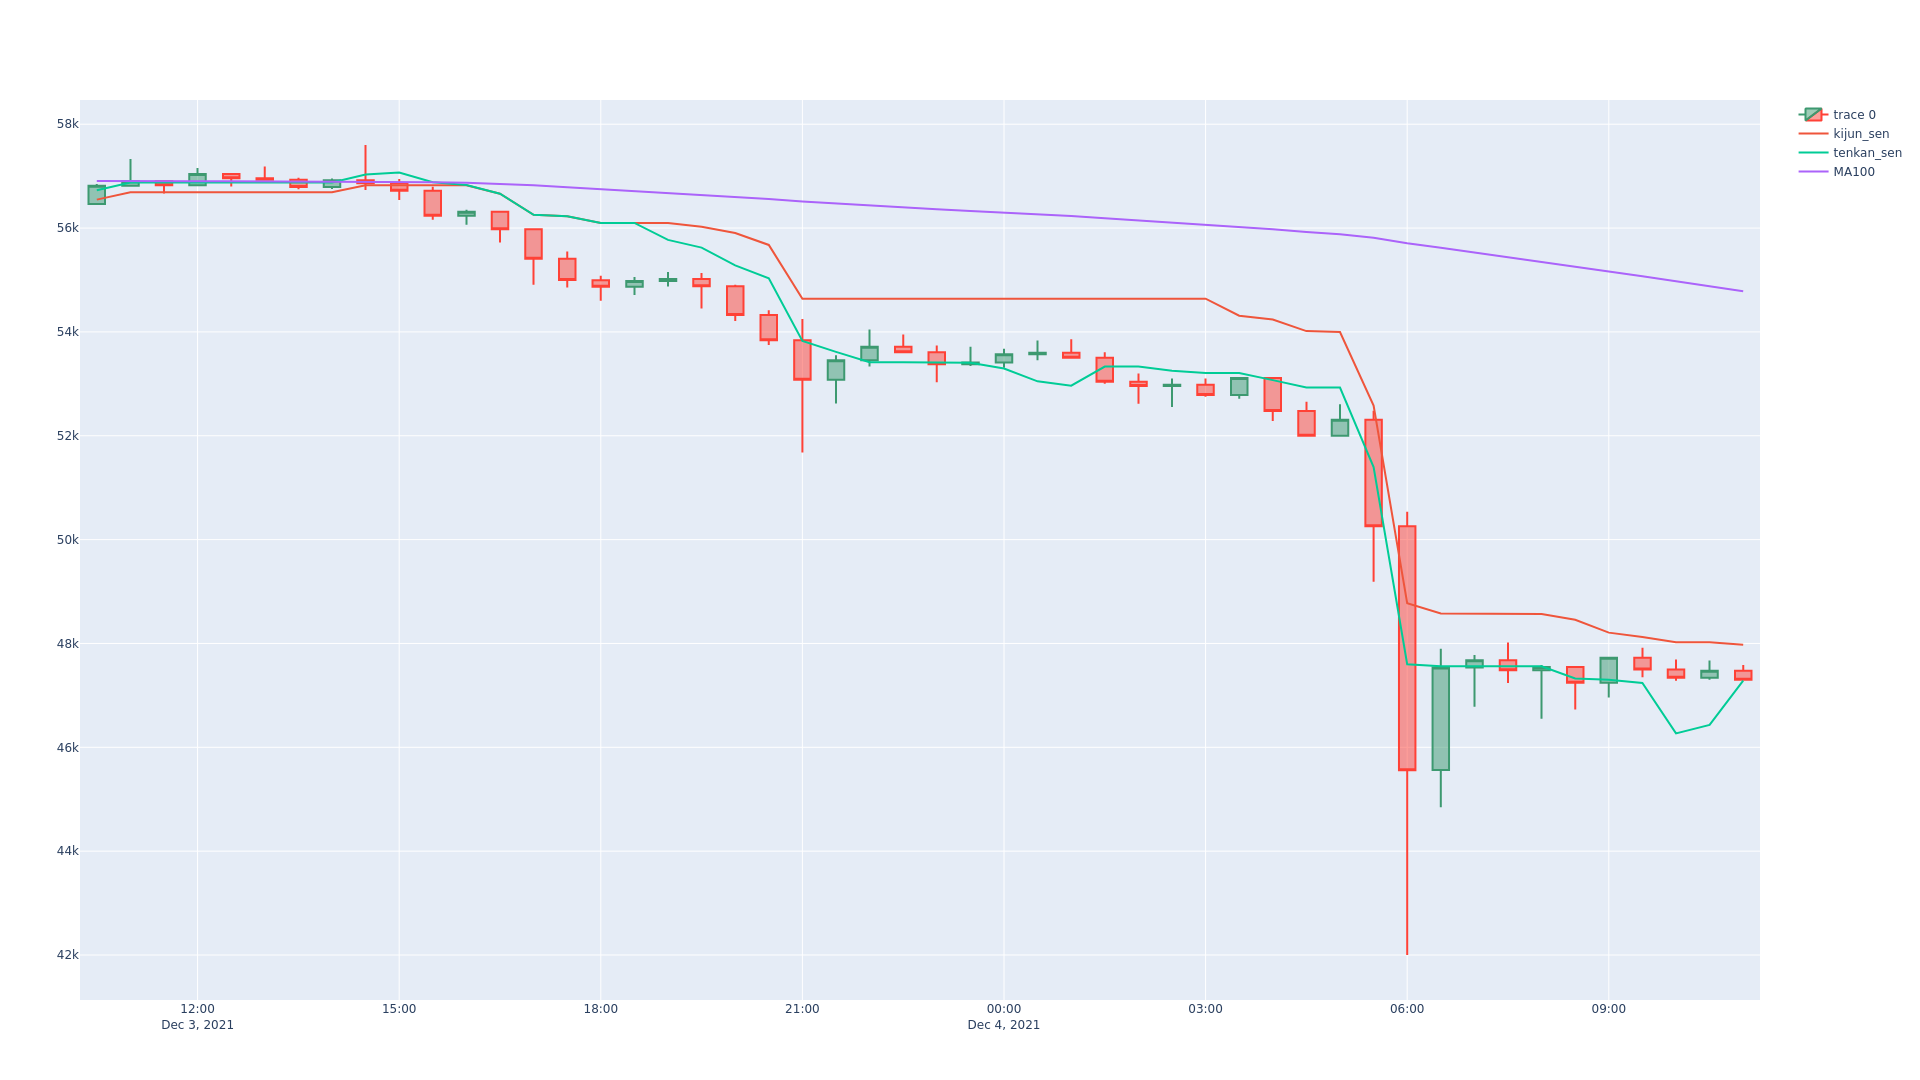 58k
56k
54k
52k
50k
48k
46k
44k
42k
12:00
Dec 3, 2021
15:00
18:00
21:00
00:00
Dec 4, 2021
03:00
06:00
09:00
trace 0
kijun_sen
tenkan_sen
MA100